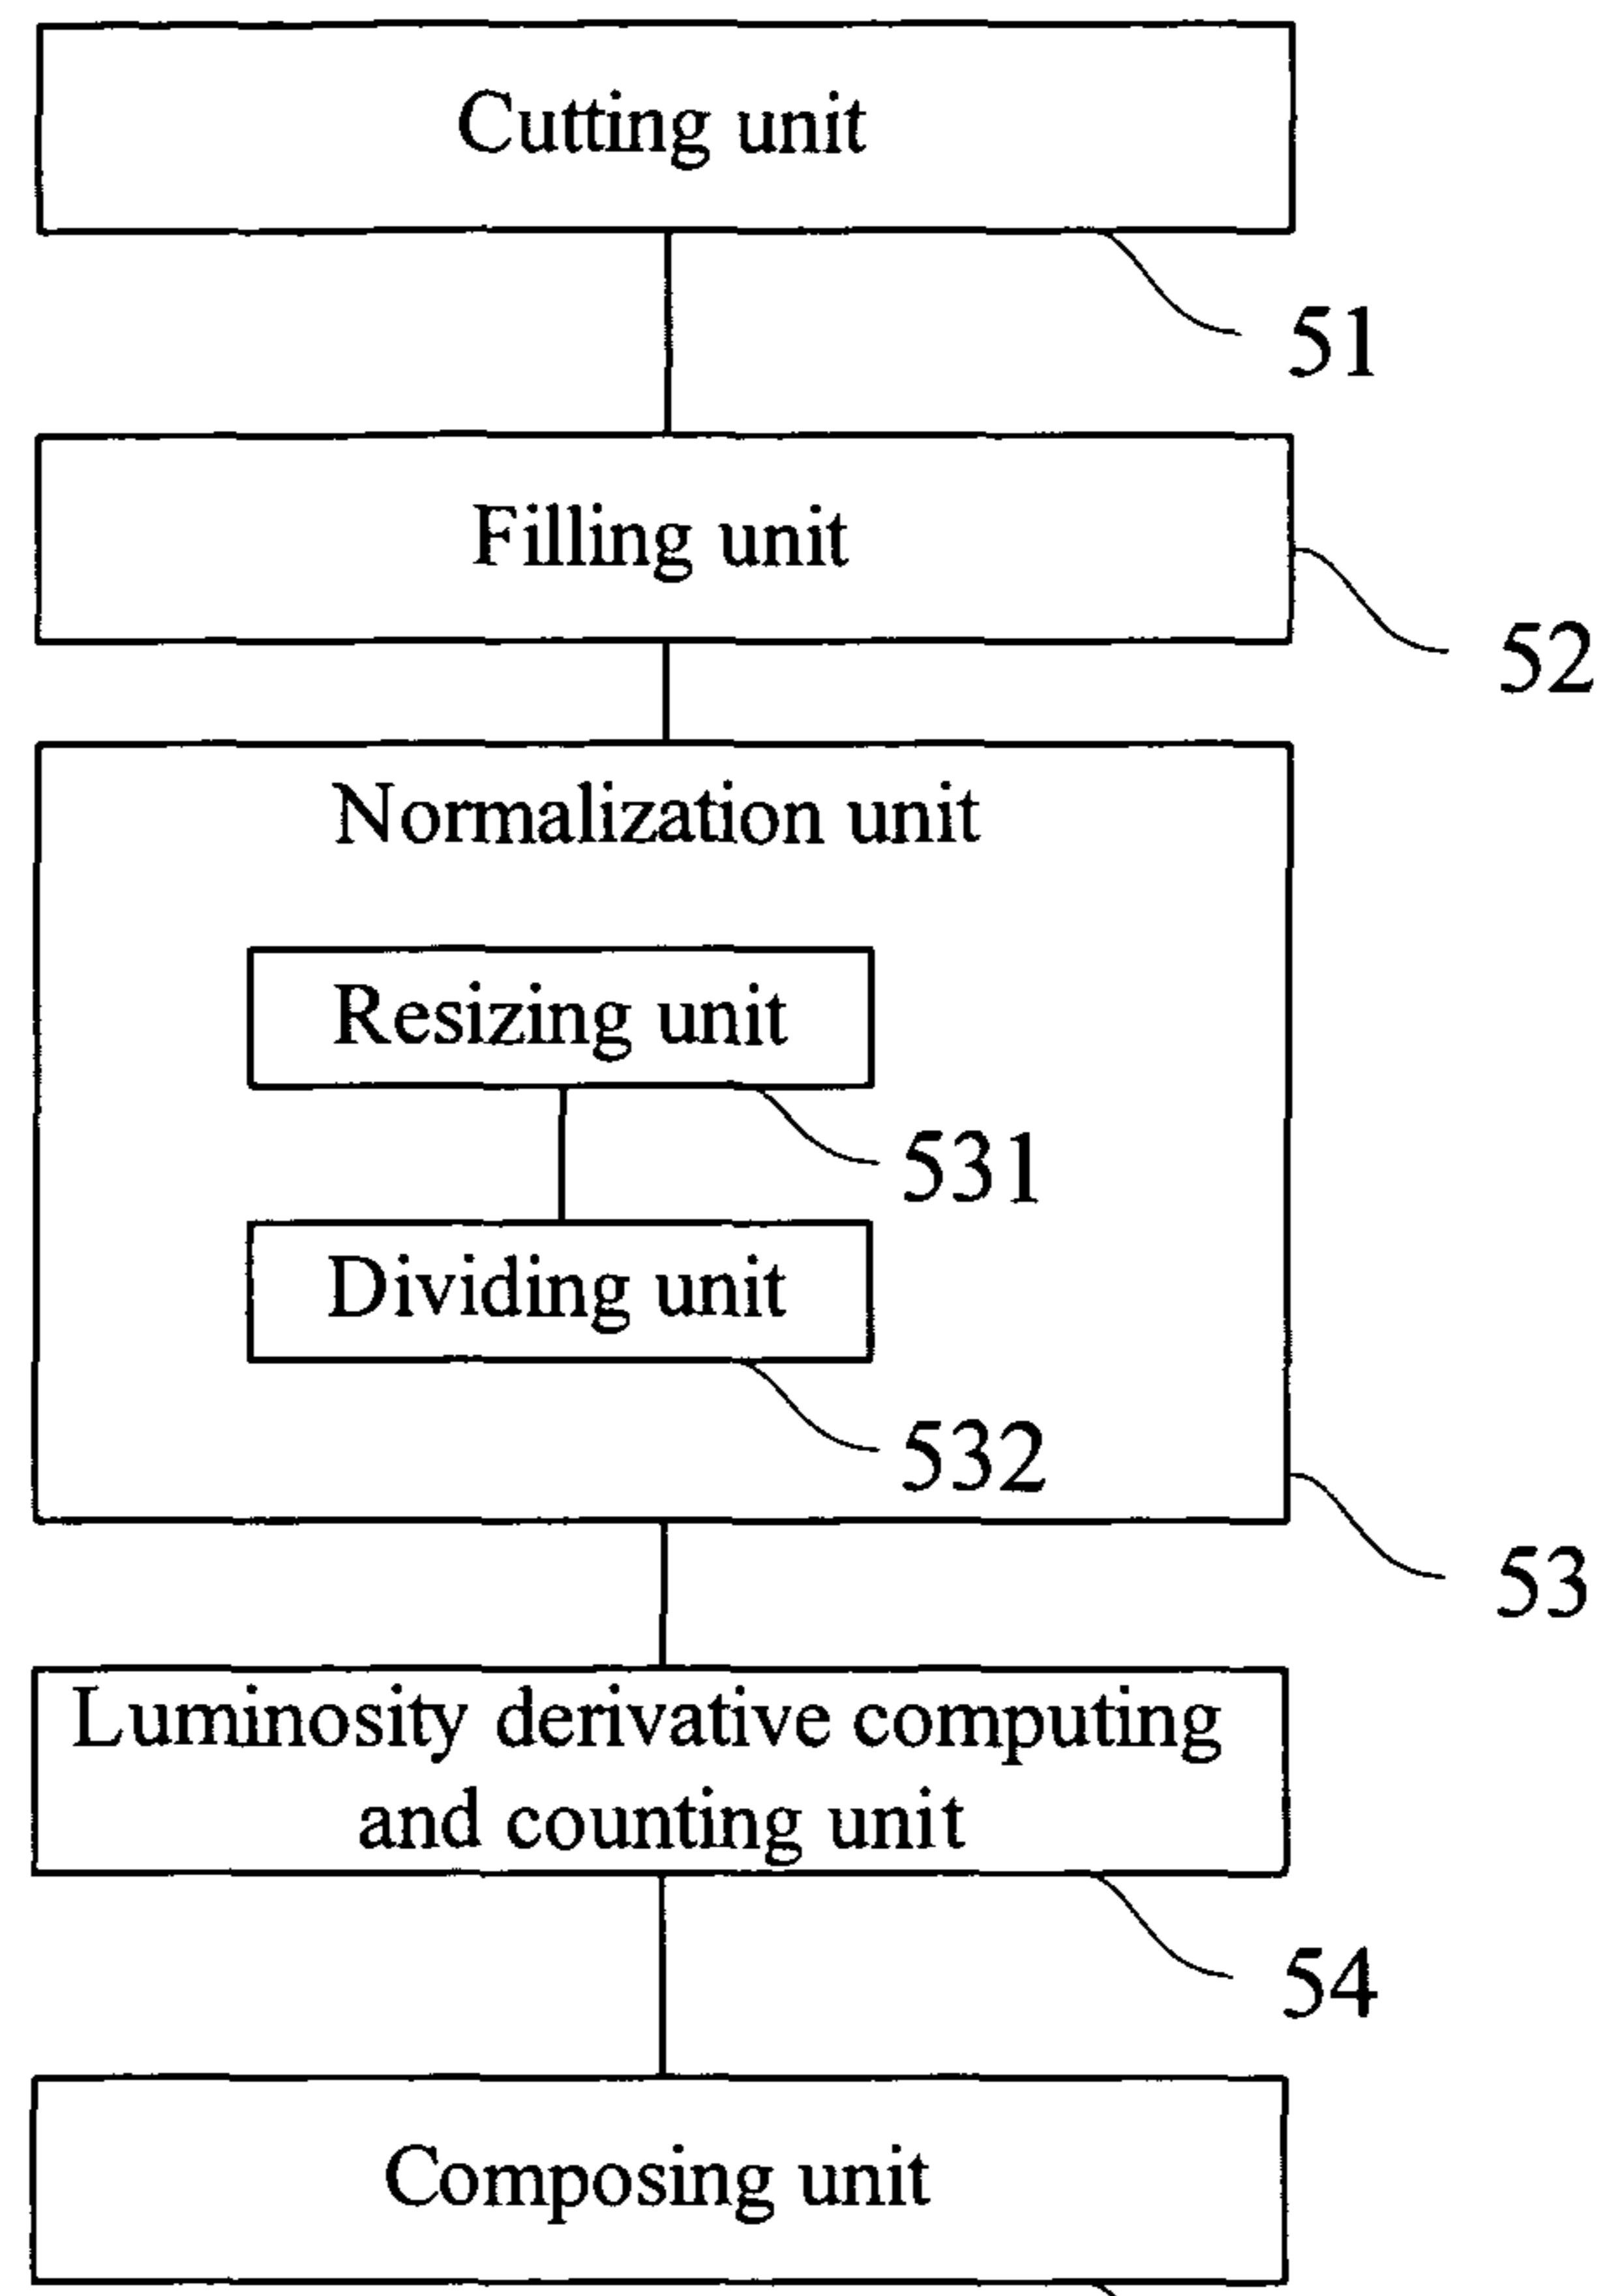 Cutting unit
51
Filling unit
52
Normalization unit
Resizing unit
531
Dividing unit
532
53
Luminosity derivative computing
and counting unit
54
Composing unit